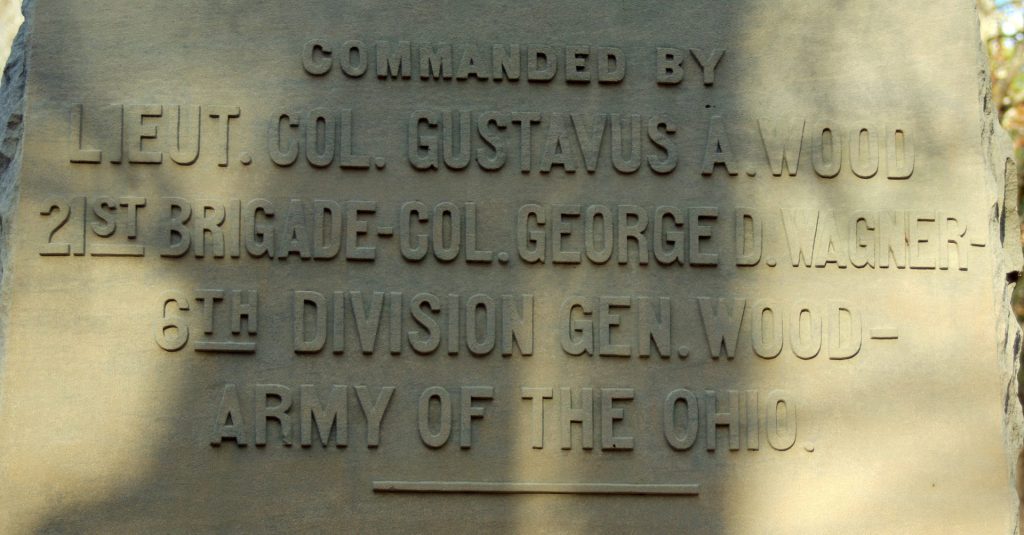 COMMANDED BY
LIEUT. COL. GUSTAVUS A. WOOD
21ST BRIGADE-COL. GEORGE D. WAGNER-
6TH DIVISION GEN. WOOD-
ARMY OF THE OHIO.